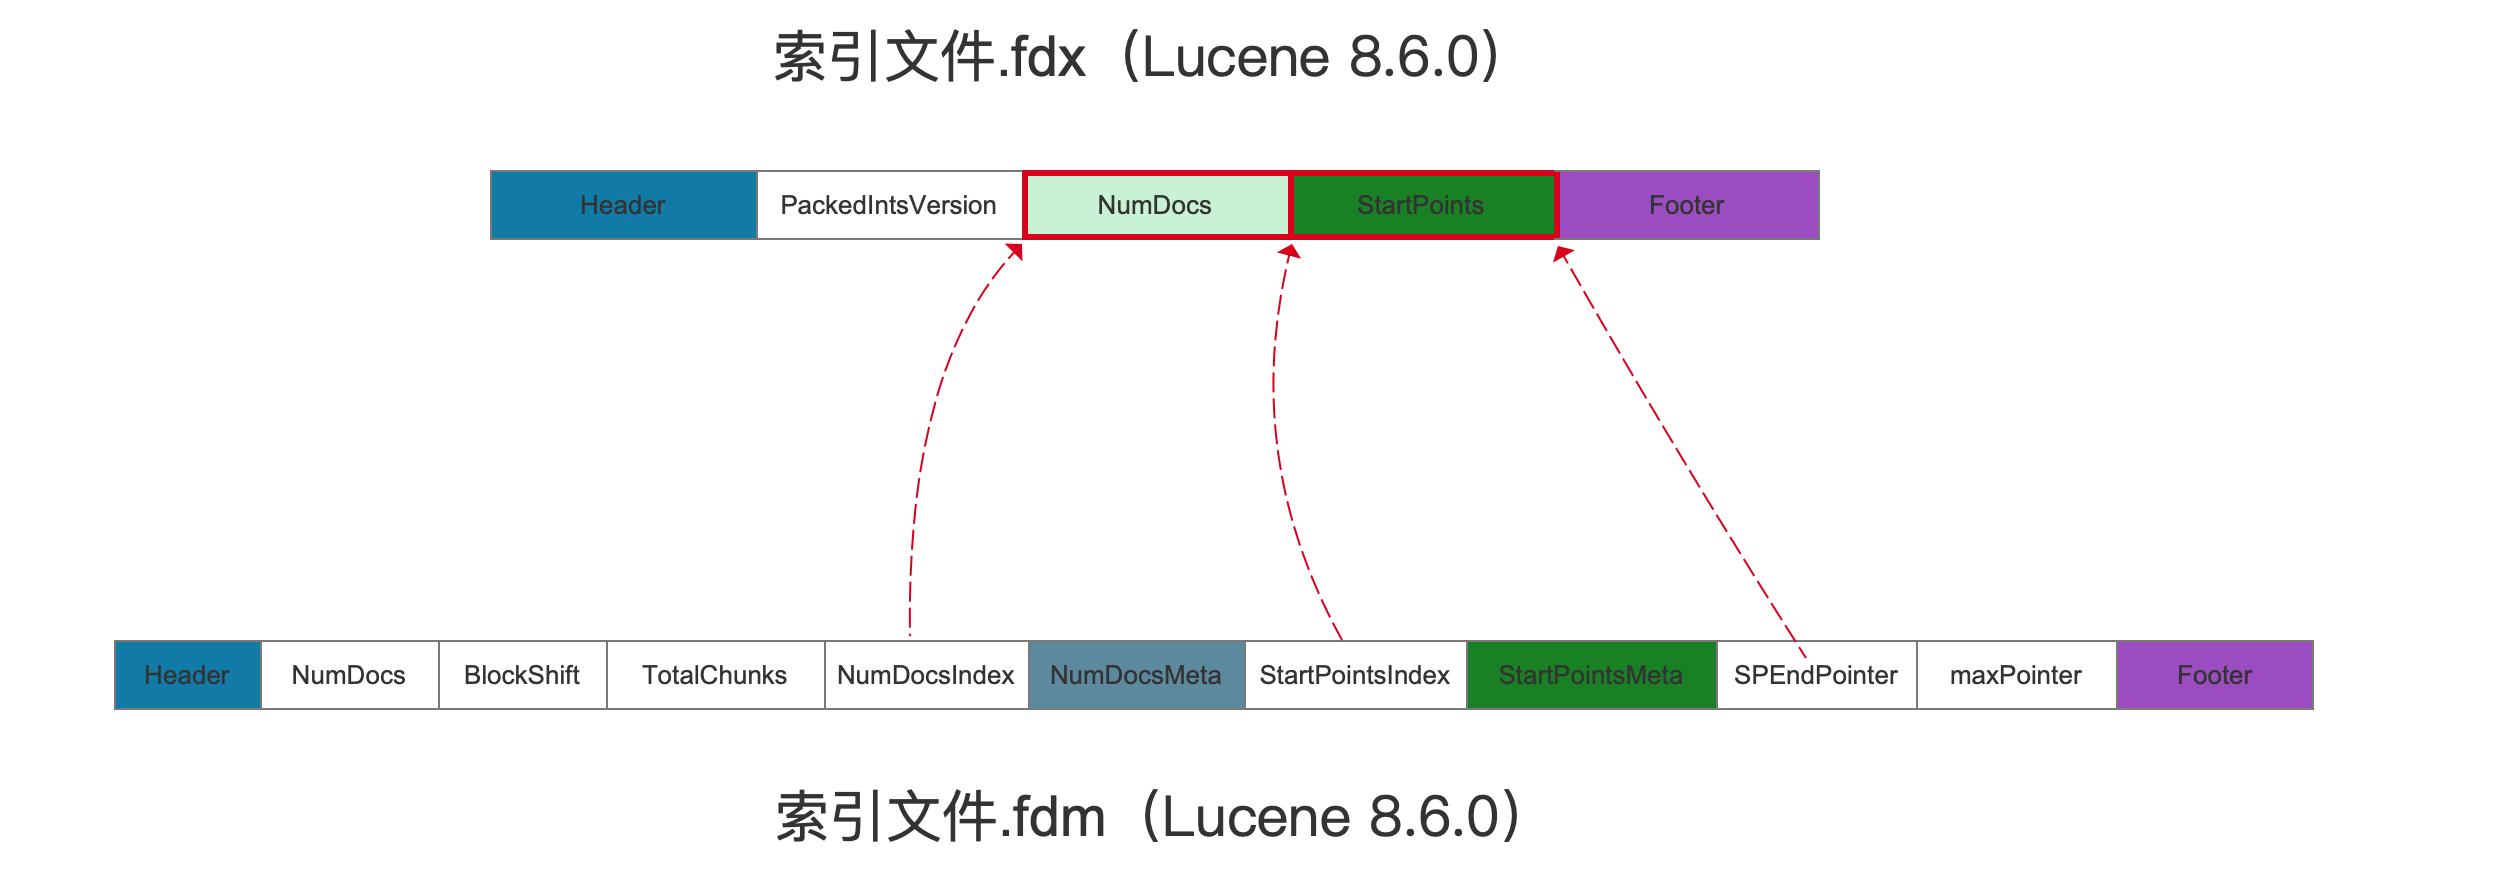 索引文件.fdx（Lucene 8.6.0)
Header PackedIntsVersion NumDocs StartPoints Footer
Header NumDocs BlockShift TotalChunks NumDocsIndex NumDocsMeta StartPointsIndex StartPointsMeta SPEndPointer maxPointer Footer
索引文件.fdm（Lucene 8.6.0)